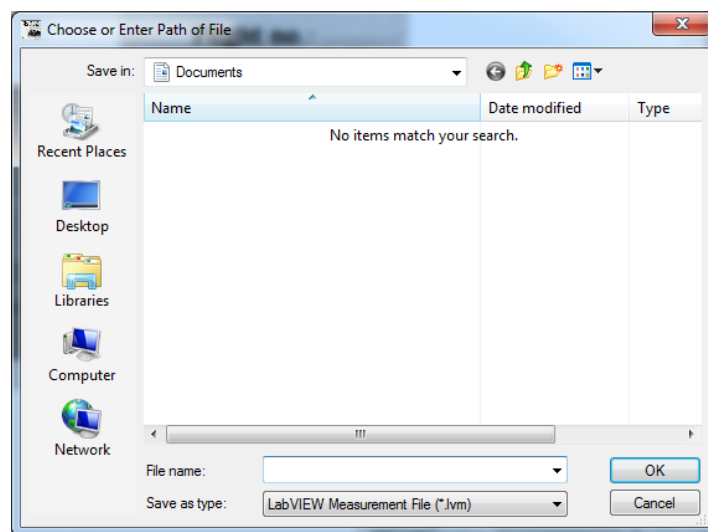 Choose or Enter Path of File
Save in:
Documents
Name
Date modified
Type
No items match your search.
Recent Places
Desktop
Libraries
Computer
Network
File name:
OK
Save as type:
LabVIEW Measurement File (*.lvm)
Cancel